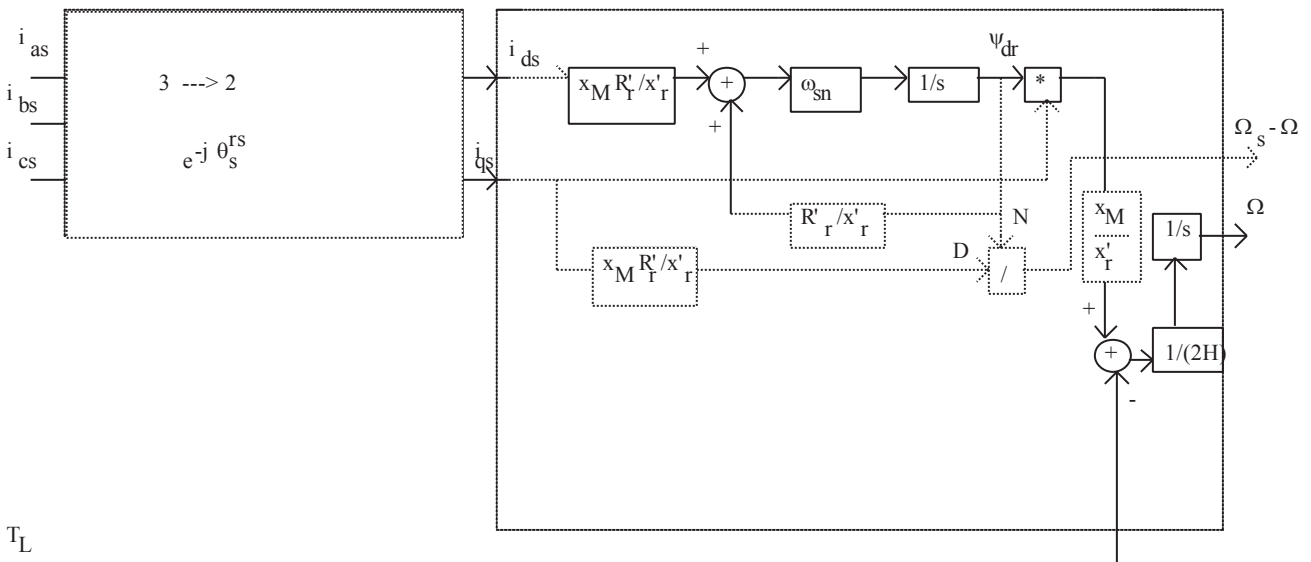 i as
i bs
i cs
3 ---> 2
e -j θ s rs
i ds
i qs
x M R' r /x' r
+
+
+
ω sn
1/s
ψ dr
*
R' r /x' r
x M R' r /x' r
N
D
/
x M
x' r
+
+
-
1/(2H)
1/s
Ω s - Ω
Ω
T L